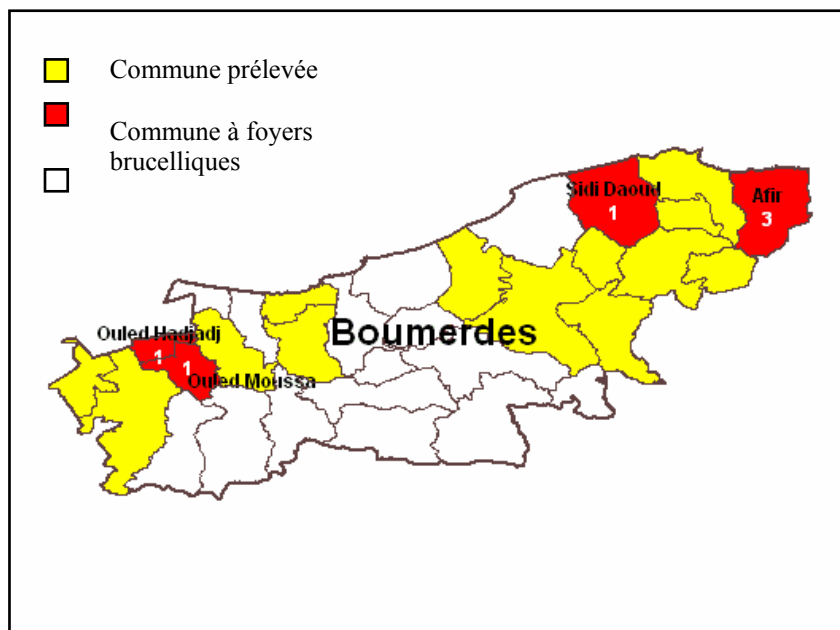 Commune prélevée
Commune à foyers
brucelliques
Sidi Daoud
1
Afir
3
Boumerdes
Ouled Hadjadj
1
1
Ouled Moussa